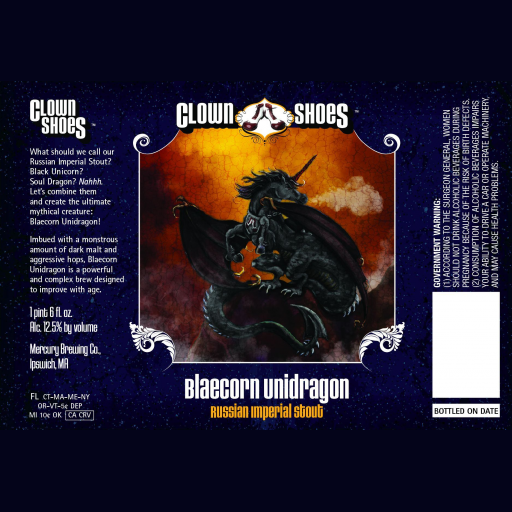 CLOWN
SHOES™
What should we call our
Russian Imperial Stout?
Black Unicorn?
Soul Dragon? Nahhh.
Let's combine them
and create the ultimate
mythical creature:
Blaecorn Unidragon!
Imbued with a monstrous
amount of dark malt and
aggressive hops, Blaecorn
Unidragon is a powerful
and complex brew designed
to improve with age.
1 pint 6 fl. oz.
Alc. 12.5% by volume
Mercury Brewing Co.,
Ipswich, MA
FL CT-MA-ME-NY
OR-VT-5¢ DEP
MI 10¢ OK CA CRV
CLOWN SHOES™
Blaecorn Unidragon
Russian Imperial Stout
GOVERNMENT WARNING:
(1) ACCORDING TO THE SURGEON GENERAL, WOMEN
SHOULD NOT DRINK ALCOHOLIC BEVERAGES DURING
PREGNANCY BECAUSE OF THE RISK OF BIRTH DEFECTS.
(2) CONSUMPTION OF ALCOHOLIC BEVERAGES IMPAIRS
YOUR ABILITY TO DRIVE A CAR OR OPERATE MACHINERY,
AND MAY CAUSE HEALTH PROBLEMS.
BOTTLED ON DATE